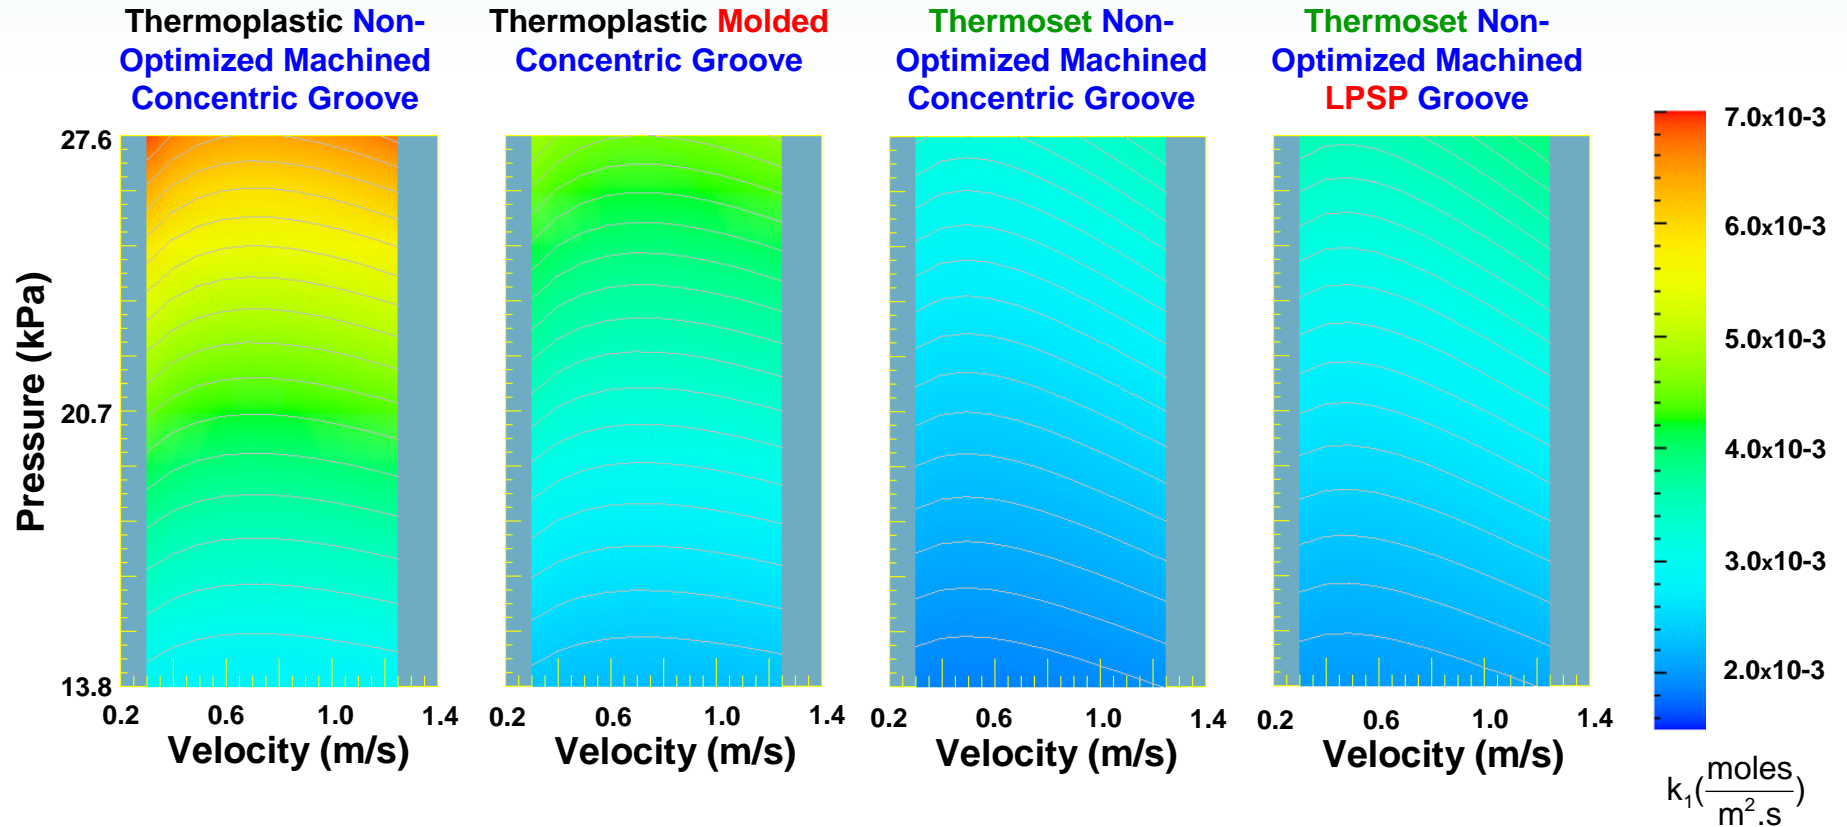 Thermoplastic Non-
Optimized Machined
Concentric Groove
Thermoplastic Molded
Concentric Groove
Thermoset Non-
Optimized Machined
Concentric Groove
Thermoset Non-
Optimized Machined
LPSP Groove
Pressure (kPa)
27.6
20.7
13.8
0.2 0.6 1.0 1.4
Velocity (m/s)
0.2 0.6 1.0 1.4
Velocity (m/s)
0.2 0.6 1.0 1.4
Velocity (m/s)
0.2 0.6 1.0 1.4
Velocity (m/s)
7.0x10-3
6.0x10-3
5.0x10-3
4.0x10-3
3.0x10-3
2.0x10-3
k₁(moles/m².s)